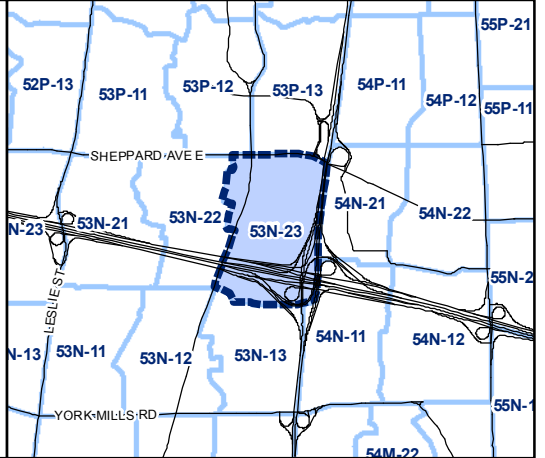 55P-21
52P-13
53P-11
53P-12
53P-13
54P-11
54P-12
55P-11
SHEPPARD AVE E
N-23
53N-21
53N-22
53N-23
54N-21
54N-22
55N-2
LESLIE ST
N-13
53N-11
53N-12
53N-13
54N-11
54N-12
55N-1
YORK MILLS RD
54M-22